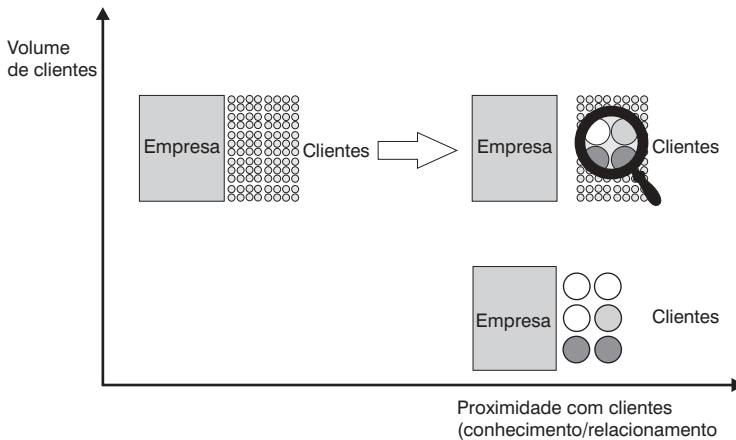 Volume
de clientes
Empresa
Clientes
Empresa
Clientes
Empresa
Clientes
Proximidade com clientes
(conhecimento/relacionamento